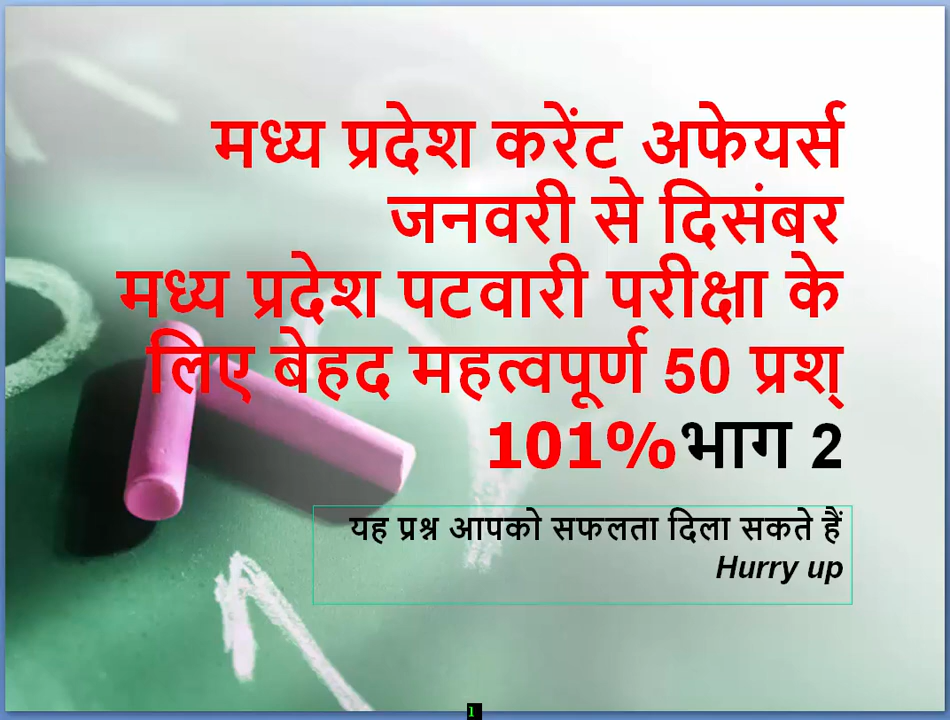 मध्य प्रदेश करेंट अफेयर्स
जनवरी से दिसंबर
मध्य प्रदेश पटवारी परीक्षा के
लिए बेहद महत्वपूर्ण 50 प्रश्
101%भाग 2
यह प्रश्न आपको सफलता दिला सकते हैं
Hurry up
1